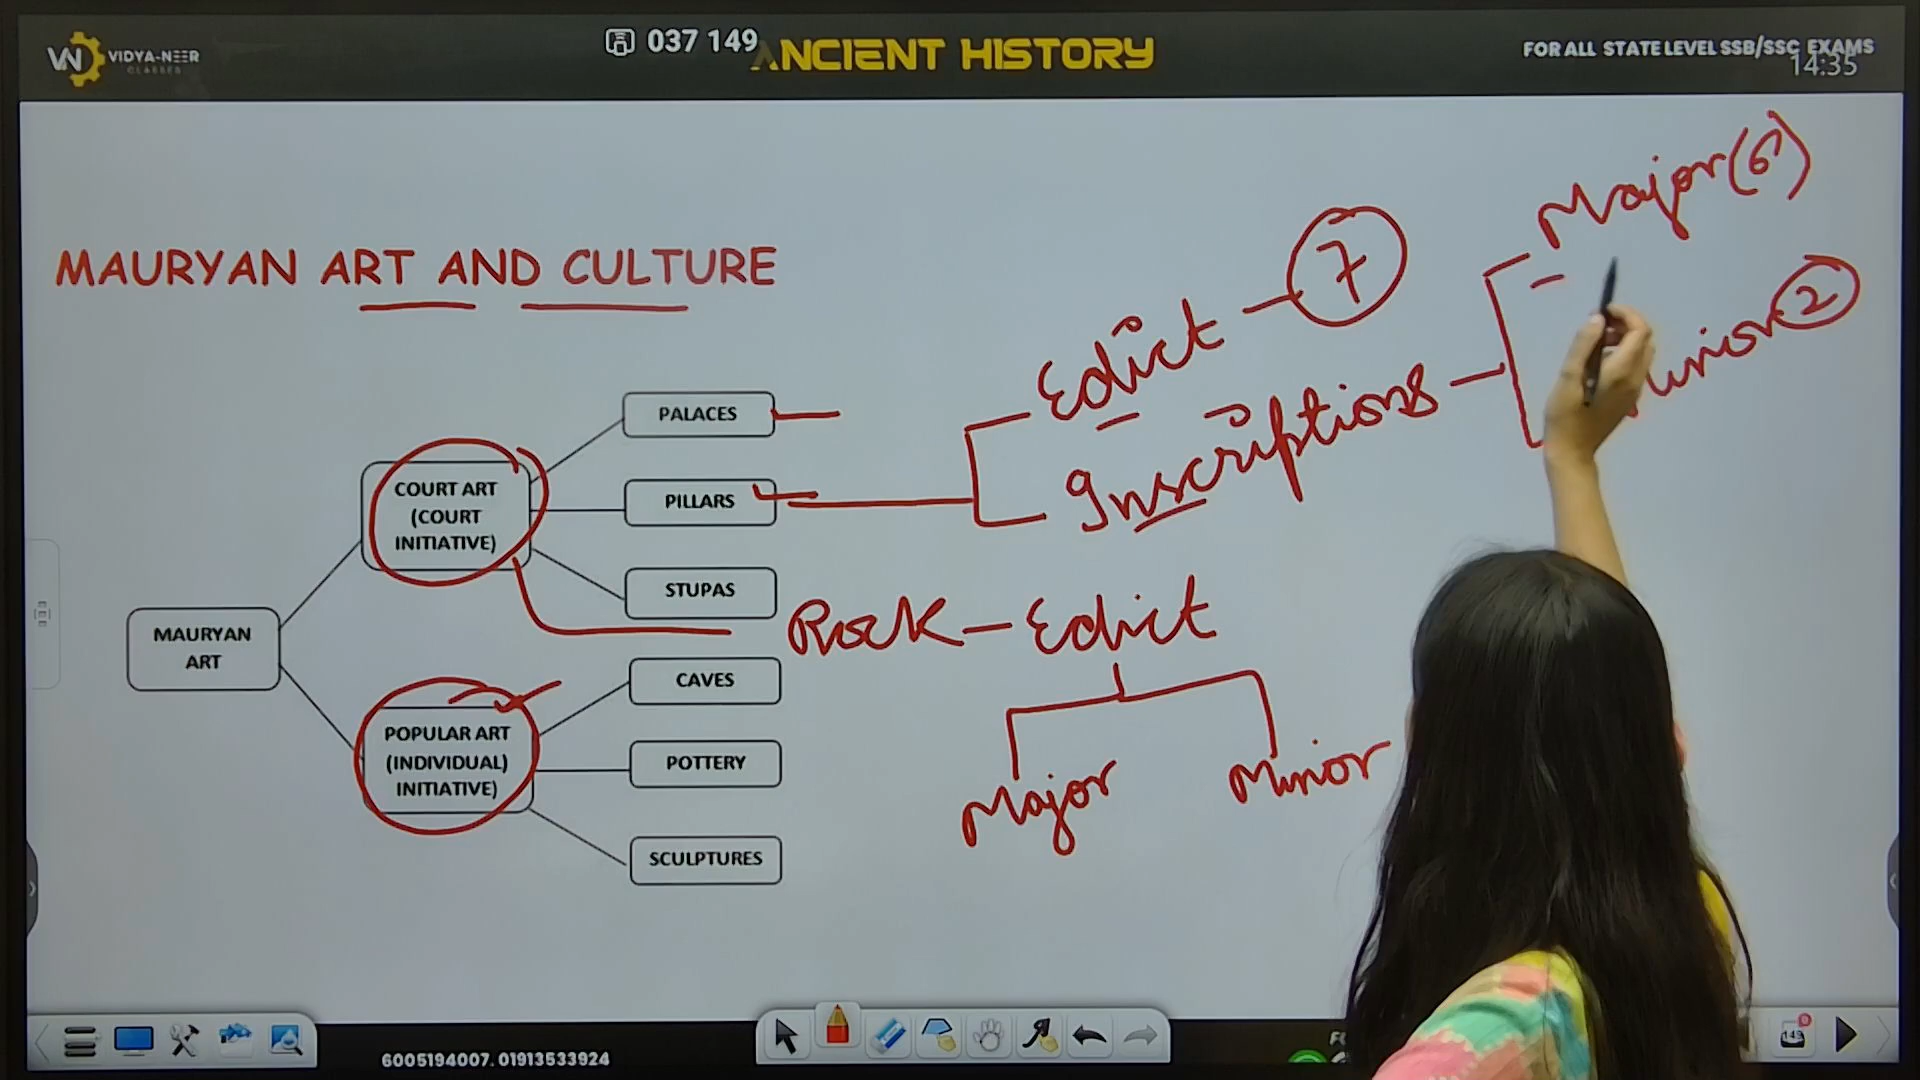 VIDYA-NEER
CLASSES
037 149
ANCIENT HISTORY
FOR ALL STATE LEVEL SSB/SSC EXAMS
14:35
MAURYAN ART AND CULTURE
MAURYAN
ART
COURT ART
(COURT
INITIATIVE)
POPULAR ART
(INDIVIDUAL)
INITIATIVE)
PALACES
PILLARS
STUPAS
CAVES
POTTERY
SCULPTURES
Edict - 7
Inscriptions
Major (6)
2
Rock - Edict
Major
Minor
6005194007, 01913533924
149